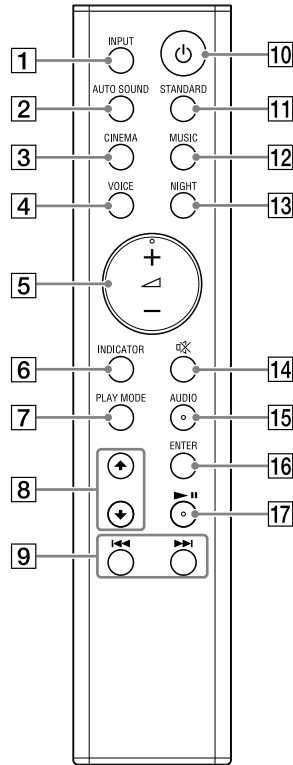 INPUT
1
10
AUTO SOUND STANDARD
2
11
CINEMA MUSIC
3
12
VOICE NIGHT
4
13
+
5
−
INDICATOR
6
14
PLAY MODE AUDIO
7
15
ENTER
16
8
17
9